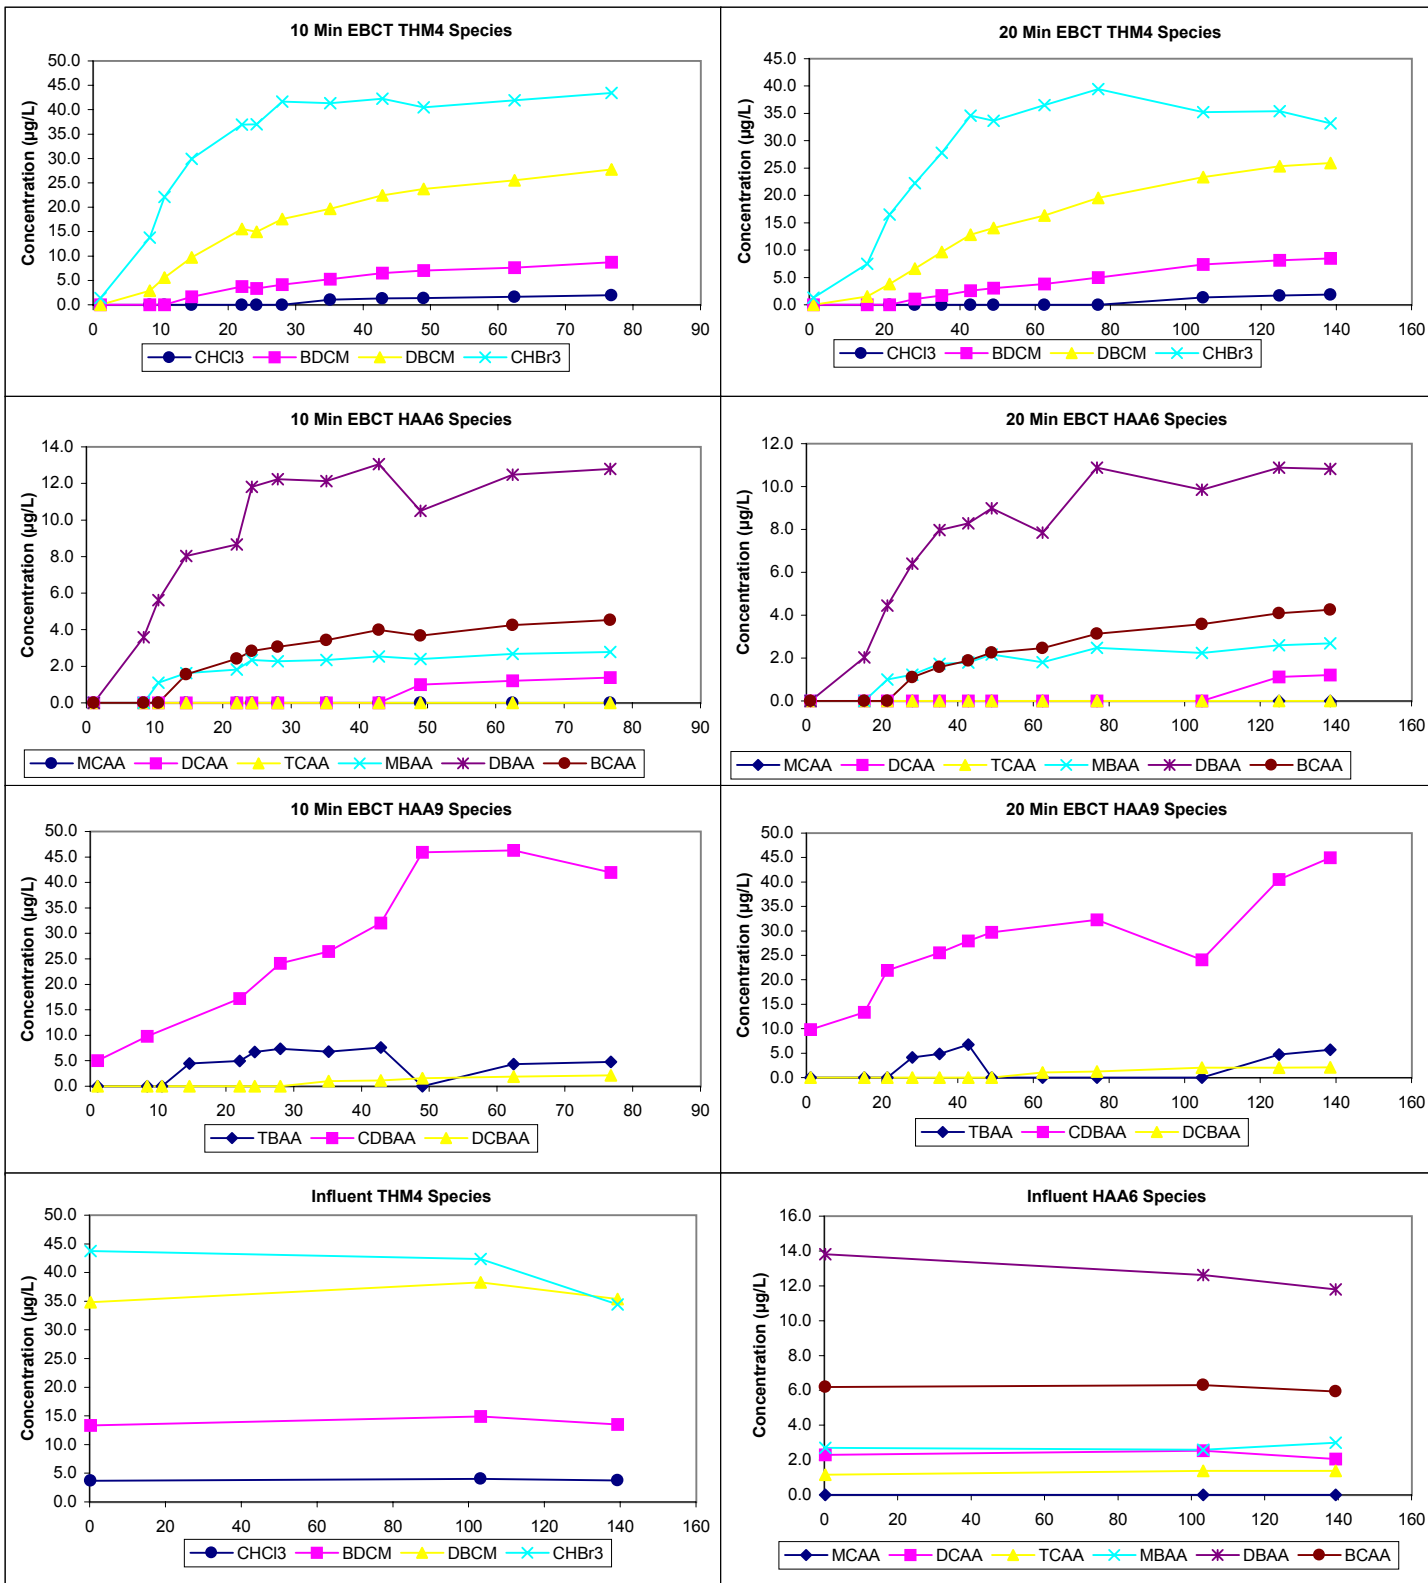 10 Min EBCT THM4 Species
Concentration (µg/L)
50.0
45.0
40.0
35.0
30.0
25.0
20.0
15.0
10.0
5.0
0.0
0 10 20 30 40 50 60 70 80 90
CHCl3 BDCM DBCM CHBr3
20 Min EBCT THM4 Species
Concentration (µg/L)
45.0
40.0
35.0
30.0
25.0
20.0
15.0
10.0
5.0
0.0
0 20 40 60 80 100 120 140 160
CHCl3 BDCM DBCM CHBr3
10 Min EBCT HAA6 Species
Concentration (µg/L)
14.0
12.0
10.0
8.0
6.0
4.0
2.0
0.0
0 10 20 30 40 50 60 70 80 90
MCAA DCAA TCAA MBAA DBAA BCAA
20 Min EBCT HAA6 Species
Concentration (µg/L)
12.0
10.0
8.0
6.0
4.0
2.0
0.0
0 20 40 60 80 100 120 140 160
MCAA DCAA TCAA MBAA DBAA BCAA
10 Min EBCT HAA9 Species
Concentration (µg/L)
50.0
45.0
40.0
35.0
30.0
25.0
20.0
15.0
10.0
5.0
0.0
0 10 20 30 40 50 60 70 80 90
TBAA CDBAA DCBAA
20 Min EBCT HAA9 Species
Concentration (µg/L)
50.0
45.0
40.0
35.0
30.0
25.0
20.0
15.0
10.0
5.0
0.0
0 20 40 60 80 100 120 140 160
TBAA CDBAA DCBAA
Influent THM4 Species
Concentration (µg/L)
50.0
45.0
40.0
35.0
30.0
25.0
20.0
15.0
10.0
5.0
0.0
0 20 40 60 80 100 120 140 160
CHCl3 BDCM DBCM CHBr3
Influent HAA6 Species
Concentration (µg/L)
16.0
14.0
12.0
10.0
8.0
6.0
4.0
2.0
0.0
0 20 40 60 80 100 120 140 160
MCAA DCAA TCAA MBAA DBAA BCAA